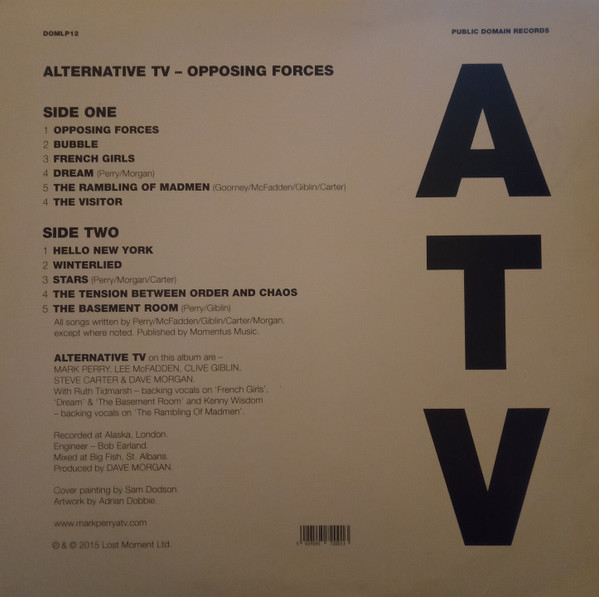 DOMLP12
PUBLIC DOMAIN RECORDS
ALTERNATIVE TV – OPPOSING FORCES
SIDE ONE
1 OPPOSING FORCES
2 BUBBLE
3 FRENCH GIRLS
4 DREAM (Perry/Morgan)
5 THE RAMBLING OF MADMEN (Goorney/McFadden/Giblin/Carter)
4 THE VISITOR
SIDE TWO
1 HELLO NEW YORK
2 WINTERLIED
3 STARS (Perry/Morgan/Carter)
4 THE TENSION BETWEEN ORDER AND CHAOS
5 THE BASEMENT ROOM (Perry/Giblin)
All songs written by Perry/McFadden/Giblin/Carter/Morgan,
except where noted. Published by Momentus Music.
ALTERNATIVE TV on this album are –
MARK PERRY, LEE McFADDEN, CLIVE GIBLIN,
STEVE CARTER & DAVE MORGAN.
With Ruth Tidmarsh – backing vocals on 'French Girls',
'Dream' & 'The Basement Room' and Kenny Wisdom
– backing vocals on 'The Rambling Of Madmen'.
Recorded at Alaska, London.
Engineer – Bob Earland.
Mixed at Big Fish, St. Albans.
Produced by DAVE MORGAN.
Cover painting by Sam Dodson.
Artwork by Adrian Dobbie.
www.markperryatv.com
℗ & © 2015 Lost Moment Ltd.
A
T
V